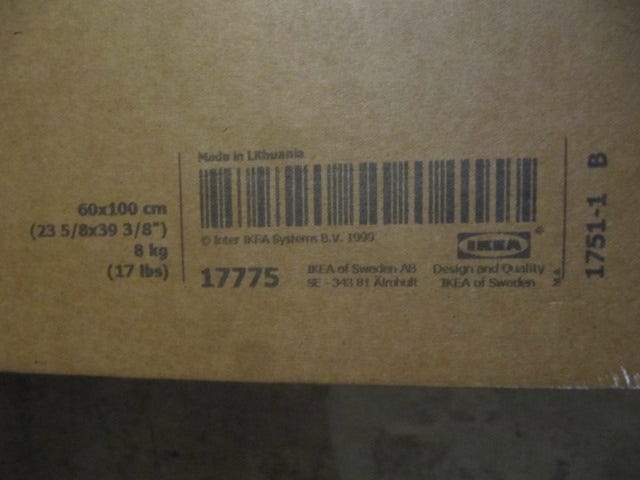 60x100 cm
(23 5/8x39 3/8")
8 kg
(17 lbs)
Made in Lithuania
© Inter IKEA Systems B.V. 1999
17775
IKEA of Sweden AB
SE - 343 81 Älmhult
IKEA®
Design and Quality
IKEA of Sweden
MA
1751-1 B